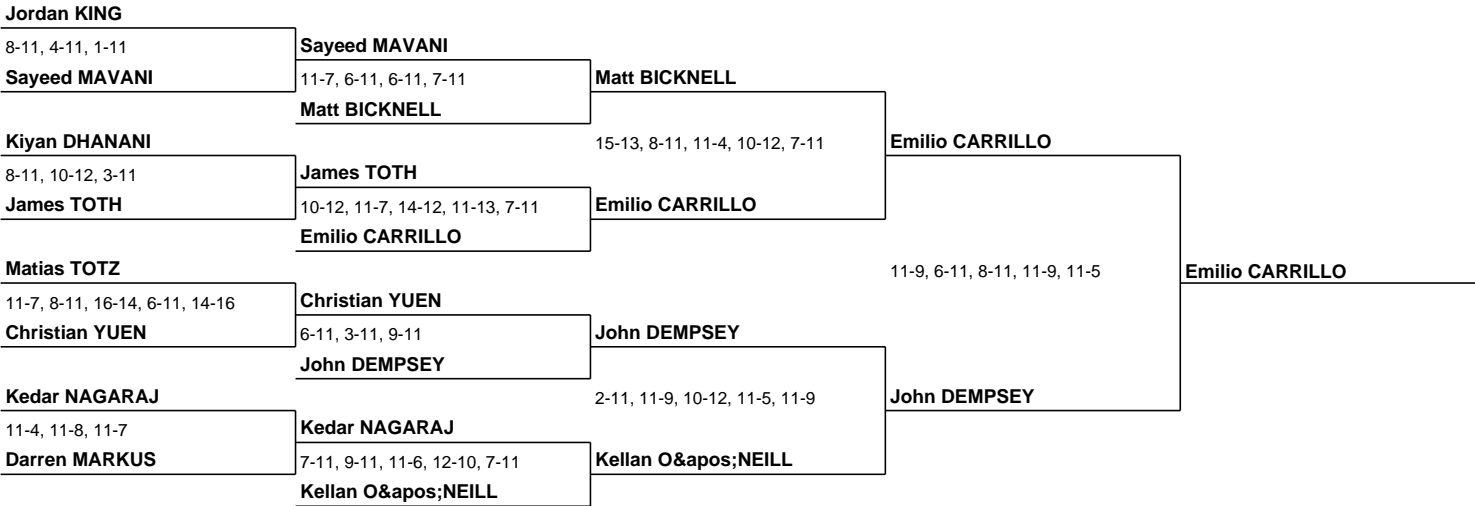 Jordan KING
8-11, 4-11, 1-11
Sayeed MAVANI
Sayeed MAVANI
11-7, 6-11, 6-11, 7-11
Matt BICKNELL
Matt BICKNELL
Kiyan DHANANI
8-11, 10-12, 3-11
James TOTH
James TOTH
10-12, 11-7, 14-12, 11-13, 7-11
Emilio CARRILLO
15-13, 8-11, 11-4, 10-12, 7-11
Emilio CARRILLO
Emilio CARRILLO
Matias TOTZ
11-7, 8-11, 16-14, 6-11, 14-16
Christian YUEN
Christian YUEN
6-11, 3-11, 9-11
John DEMPSEY
John DEMPSEY
Kedar NAGARAJ
11-4, 11-8, 11-7
Darren MARKUS
Kedar NAGARAJ
7-11, 9-11, 11-6, 12-10, 7-11
Kellan O&apos;NEILL
2-11, 11-9, 10-12, 11-5, 11-9
Kellan O&apos;NEILL
John DEMPSEY
11-9, 6-11, 8-11, 11-9, 11-5
Emilio CARRILLO